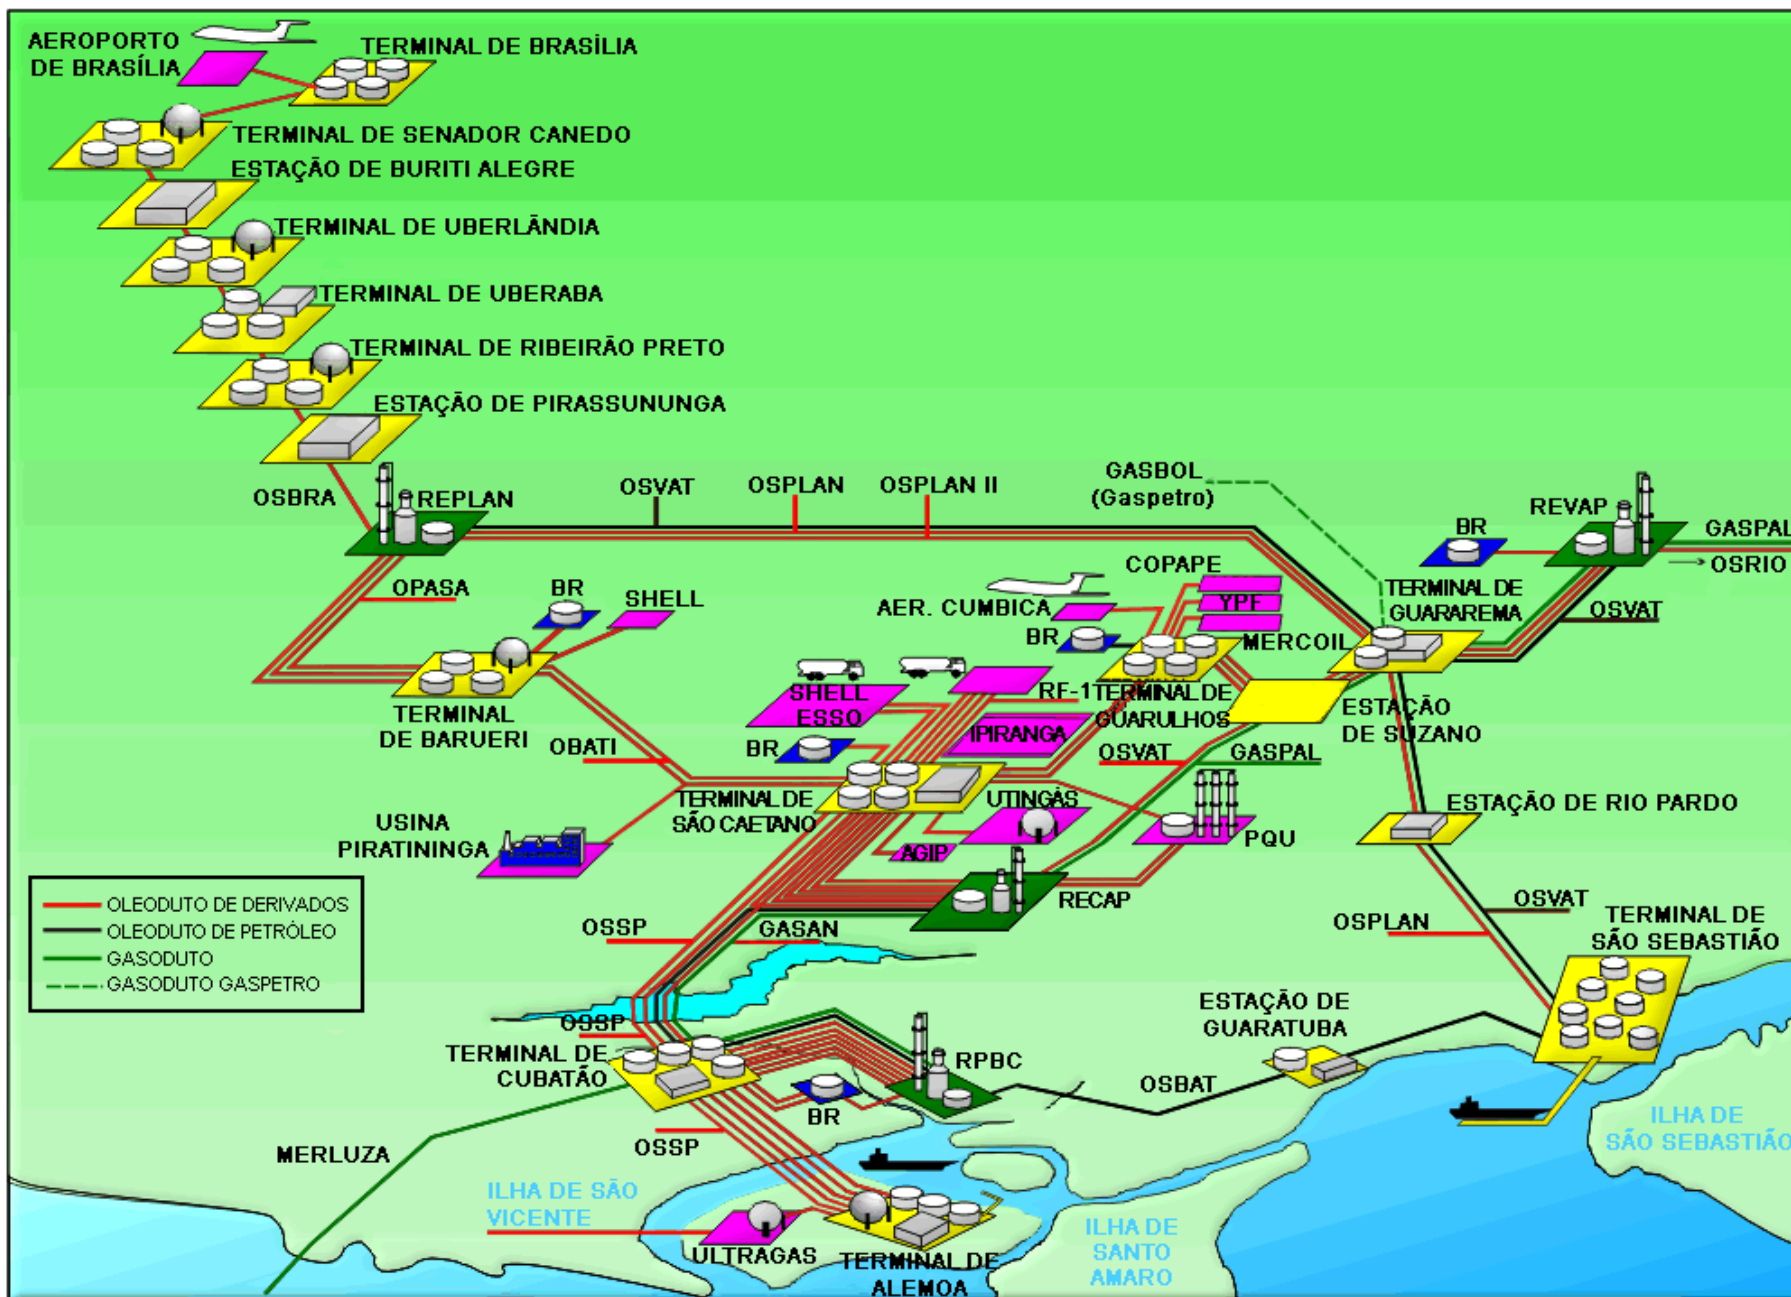 AEROPORTO
DE BRASÍLIA
TERMINAL DE BRASÍLIA
TERMINAL DE SENADOR CANEDO
ESTAÇÃO DE BURITI ALEGRE
TERMINAL DE UBERLÂNDIA
TERMINAL DE UBERABA
TERMINAL DE RIBEIRÃO PRETO
ESTAÇÃO DE PIRASSUNUNGA
OSBRA
REPLAN
OSVAT
OSPLAN
OSPLAN II
GASBOL
(Gaspetro)
REVAP
BR
GASPAL
OSRIO
OPASA
BR
SHELL
COPAPE
AER. CUMBICA
YPF
BR
MERCOIL
TERMINAL DE
GUARAREMA
OSVAT
TERMINAL
DE BARUERI
SHELL
ESSO
RF-1
TERMINAL DE
GUARULHOS
IPIRANGA
ESTAÇÃO
DE SUZANO
OBATI
BR
OSVAT
GASPAL
TERMINAL DE
SÃO CAETANO
UTINGÁS
ESTAÇÃO DE RIO PARDO
USINA
PIRATININGA
AGIP
PQU
RECAP
OLEODUTO DE DERIVADOS
OLEODUTO DE PETRÓLEO
GASODUTO
GASODUTO GASPETRO
OSSP
GASAN
OSVAT
OSPLAN
TERMINAL DE
SÃO SEBASTIÃO
OSSP
ESTAÇÃO DE
GUARATUBA
TERMINAL DE
CUBATÃO
RPBC
BR
OSBAT
MERLUZA
OSSP
ILHA DE
SÃO SEBASTIÃO
ILHA DE SÃO
VICENTE
ULTRAGAS
TERMINAL DE
ALEMOA
ILHA DE
SANTO
AMARO